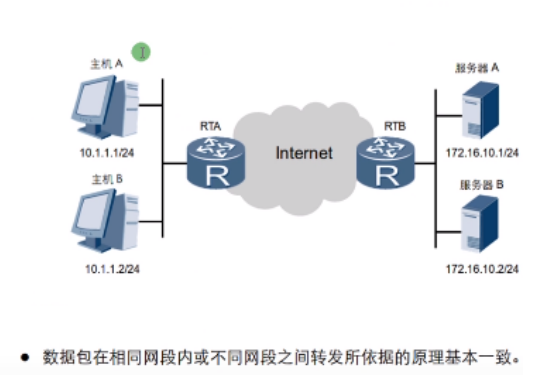 主机 A
服务器 A
RTA
RTB
Internet
10.1.1.1/24
172.16.10.1/24
主机 B
服务器 B
R
R
10.1.1.2/24
172.16.10.2/24
● 数据包在相同网段内或不同网段之间转发所依据的原理基本一致。